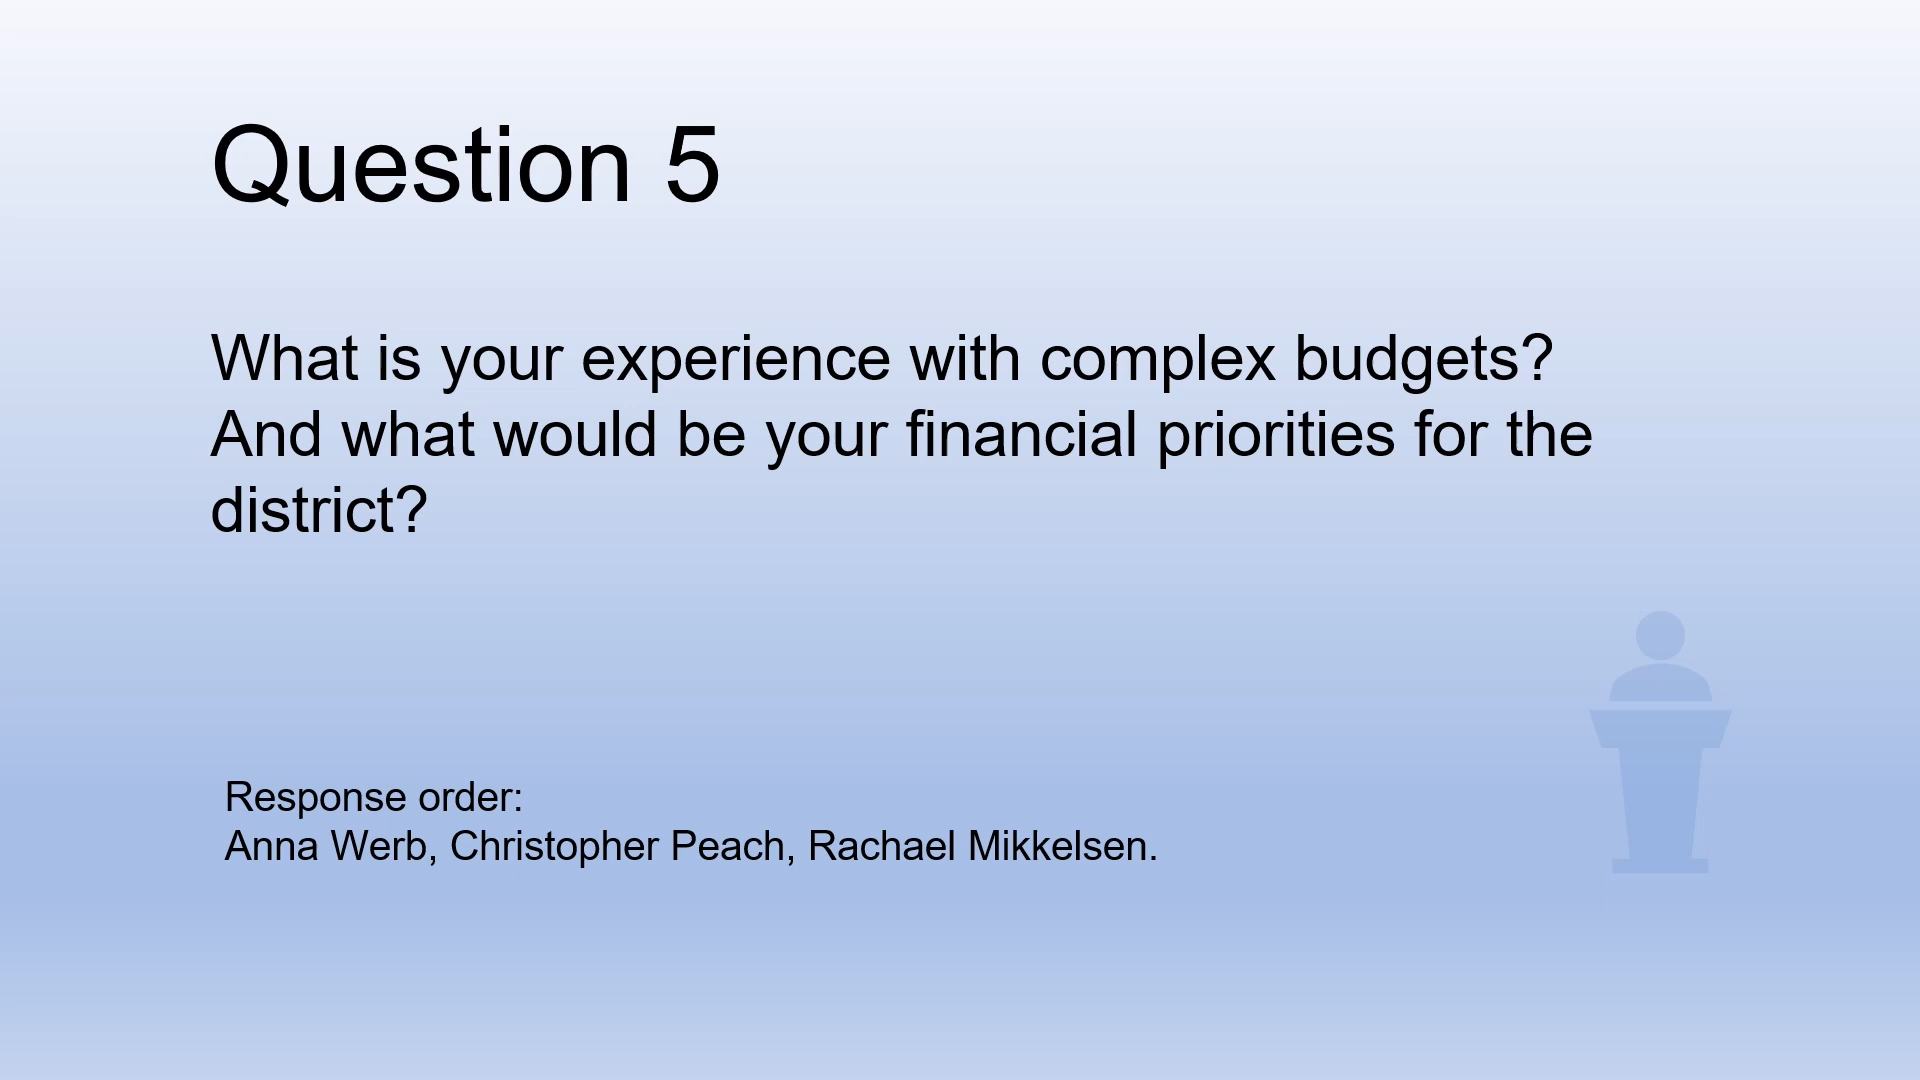 Question 5
What is your experience with complex budgets?
And what would be your financial priorities for the
district?
Response order:
Anna Werb, Christopher Peach, Rachael Mikkelsen.